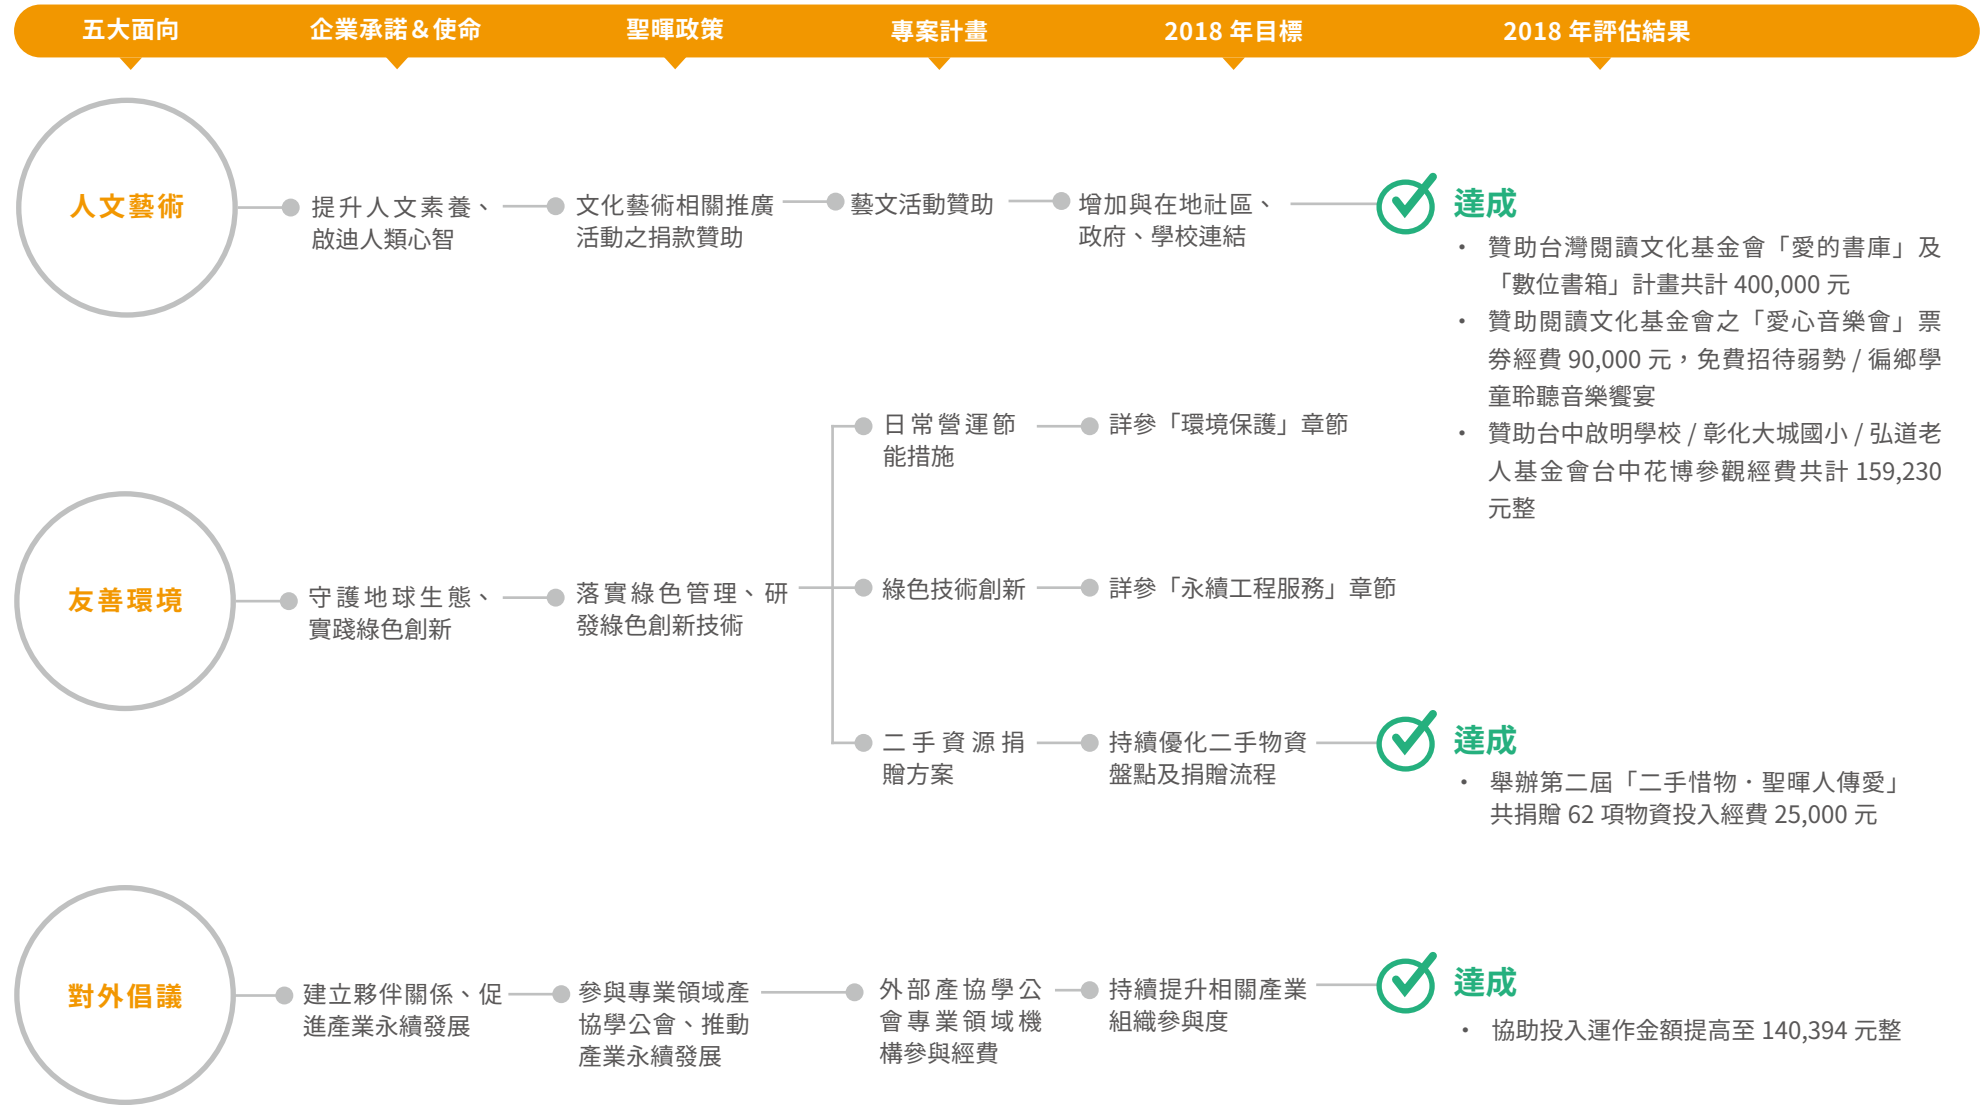 五大面向
企業承諾＆使命
聖暉政策
專案計畫
2018 年目標
2018 年評估結果
人文藝術
提升人文素養、
啟迪人類心智
文化藝術相關推廣
活動之捐款贊助
藝文活動贊助
增加與在地社區、
政府、學校連結
達成
・ 贊助台灣閱讀文化基金會「愛的書庫」及
「數位書箱」計畫共計 400,000 元
・ 贊助閱讀文化基金會之「愛心音樂會」票
券經費 90,000 元，免費招待弱勢 / 偏鄉學
童聆聽音樂饗宴
・ 贊助台中啟明學校 / 彰化大城國小 / 弘道老
人基金會台中花博參觀經費共計 159,230
元整
友善環境
守護地球生態、
實踐綠色創新
落實綠色管理、研
發綠色創新技術
日常營運節
能措施
詳參「環境保護」章節
綠色技術創新
詳參「永續工程服務」章節
二手資源捐
贈方案
持續優化二手物資
盤點及捐贈流程
達成
・ 舉辦第二屆「二手惜物．聖暉人傳愛」
共捐贈 62 項物資投入經費 25,000 元
對外倡議
建立夥伴關係、促
進產業永續發展
參與專業領域產
協學公會、推動
產業永續發展
外部產協學公
會專業領域機
構參與經費
持續提升相關產業
組織參與度
達成
・ 協助投入運作金額提高至 140,394 元整